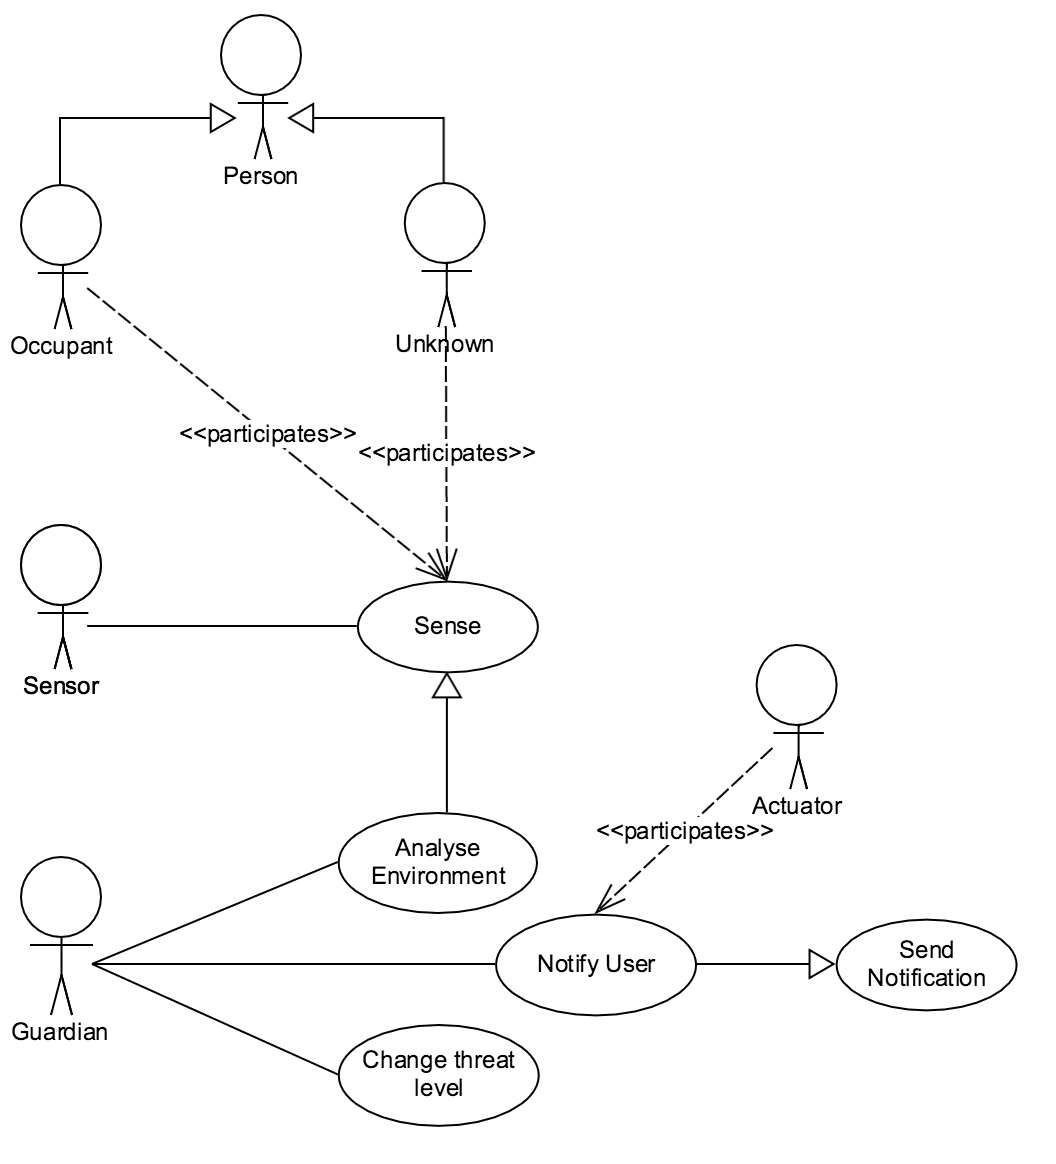 Person
Occupant
Unknown
<<participates>>
<<participates>>
Sense
Sensor
Actuator
<<participates>>
Analyse
Environment
Notify User
Send
Notification
Guardian
Change threat
level